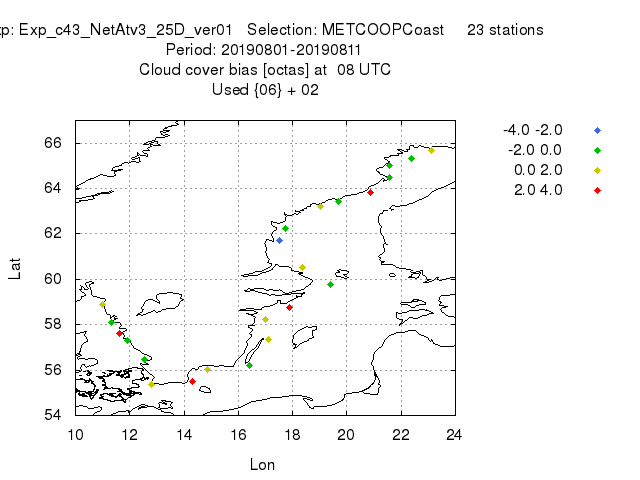 p: Exp_c43_NetAtv3_25D_ver01 Selection: METCOOPCoast 23 stations
Period: 20190801-20190811
Cloud cover bias [octas] at 08 UTC
Used {06} + 02
-4.0 -2.0
-2.0 0.0
0.0 2.0
2.0 4.0
66
64
62
60
58
56
54
Lat
10 12 14 16 18 20 22 24
Lon